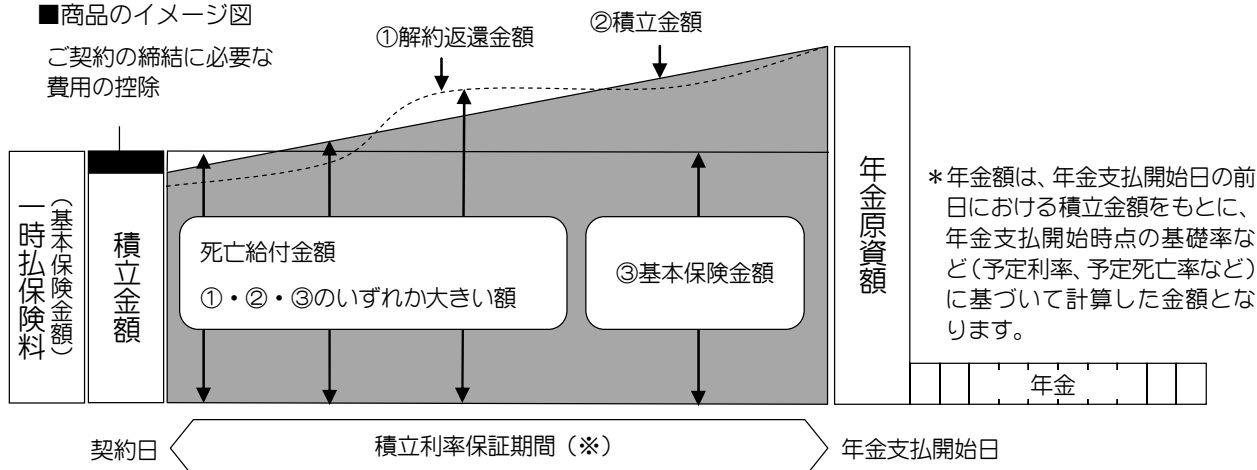 ■商品のイメージ図
ご契約の締結に必要な
費用の控除
①解約返還金額
②積立金額
一時払保険料
（基本保険金額）
積立金額
死亡給付金額
①・②・③のいずれか大きい額
③基本保険金額
年金原資額
＊年金額は、年金支払開始日の前
日における積立金額をもとに、
年金支払開始時点の基礎率な
ど（予定利率、予定死亡率など）
に基づいて計算した金額とな
ります。
年金
契約日
積立利率保証期間（※）
年金支払開始日